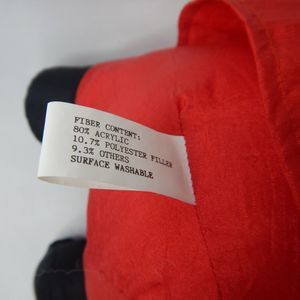 FIBER CONTENT:
80% ACRYLIC
10.7% POLYESTER FILLER
9.3% OTHERS
SURFACE WASHABLE